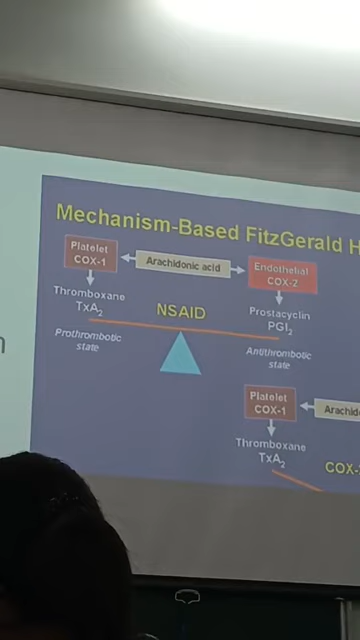 Mechanism-Based FitzGerald H
Platelet
COX-1
Arachidonic acid
Endothelial
COX-2
Thromboxane
TxA₂
NSAID
Prostacyclin
PGI₂
Prothrombotic
state
Antithrombotic
state
Platelet
COX-1
Thromboxane
TxA₂